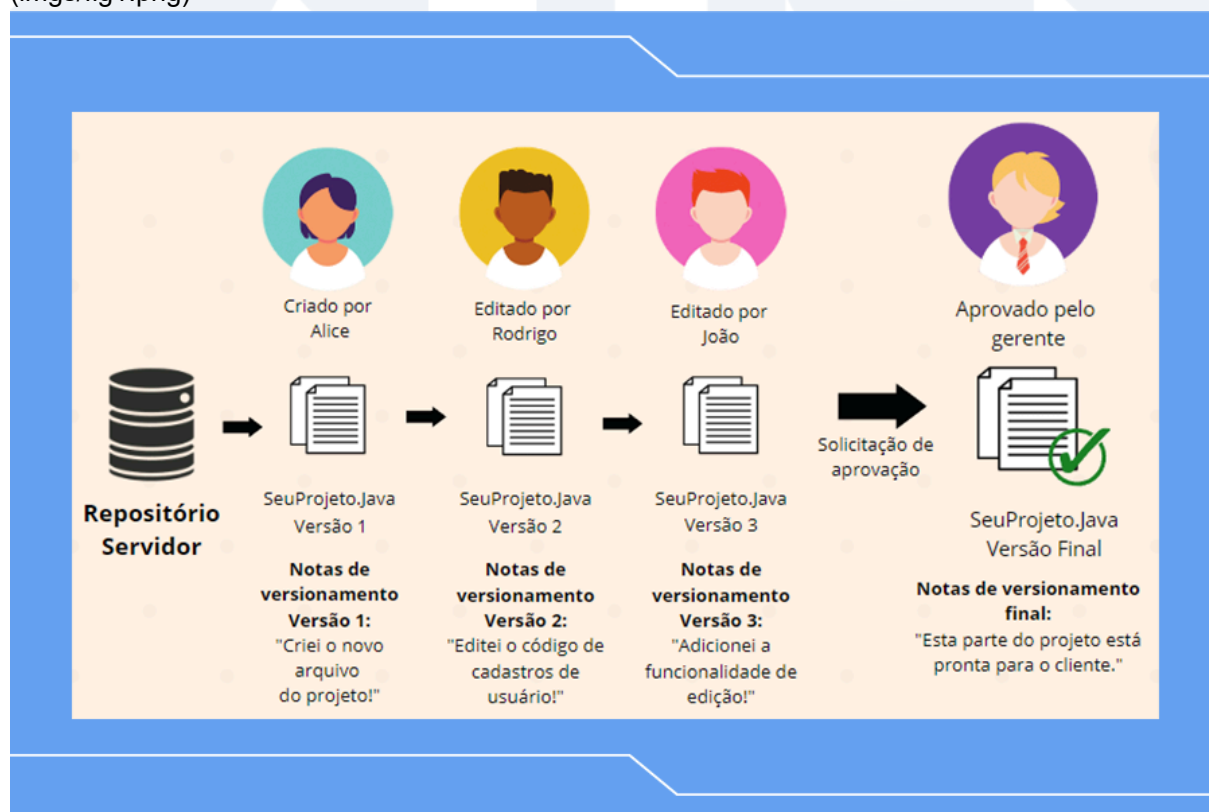 Criado por
Alice
Editado por
Rodrigo
Editado por
João
Aprovado pelo
gerente
Repositório
Servidor
SeuProjeto.Java
Versão 1
Notas de
versionamento
Versão 1:
"Criei o novo
arquivo
do projeto!"
SeuProjeto.Java
Versão 2
Notas de
versionamento
Versão 2:
"Editei o código de
cadastros de
usuário!"
SeuProjeto.Java
Versão 3
Notas de
versionamento
Versão 3:
"Adicionei a
funcionalidade de
edição!"
Solicitação de
aprovação
SeuProjeto.Java
Versão Final
Notas de versionamento
final:
"Esta parte do projeto está
pronta para o cliente."